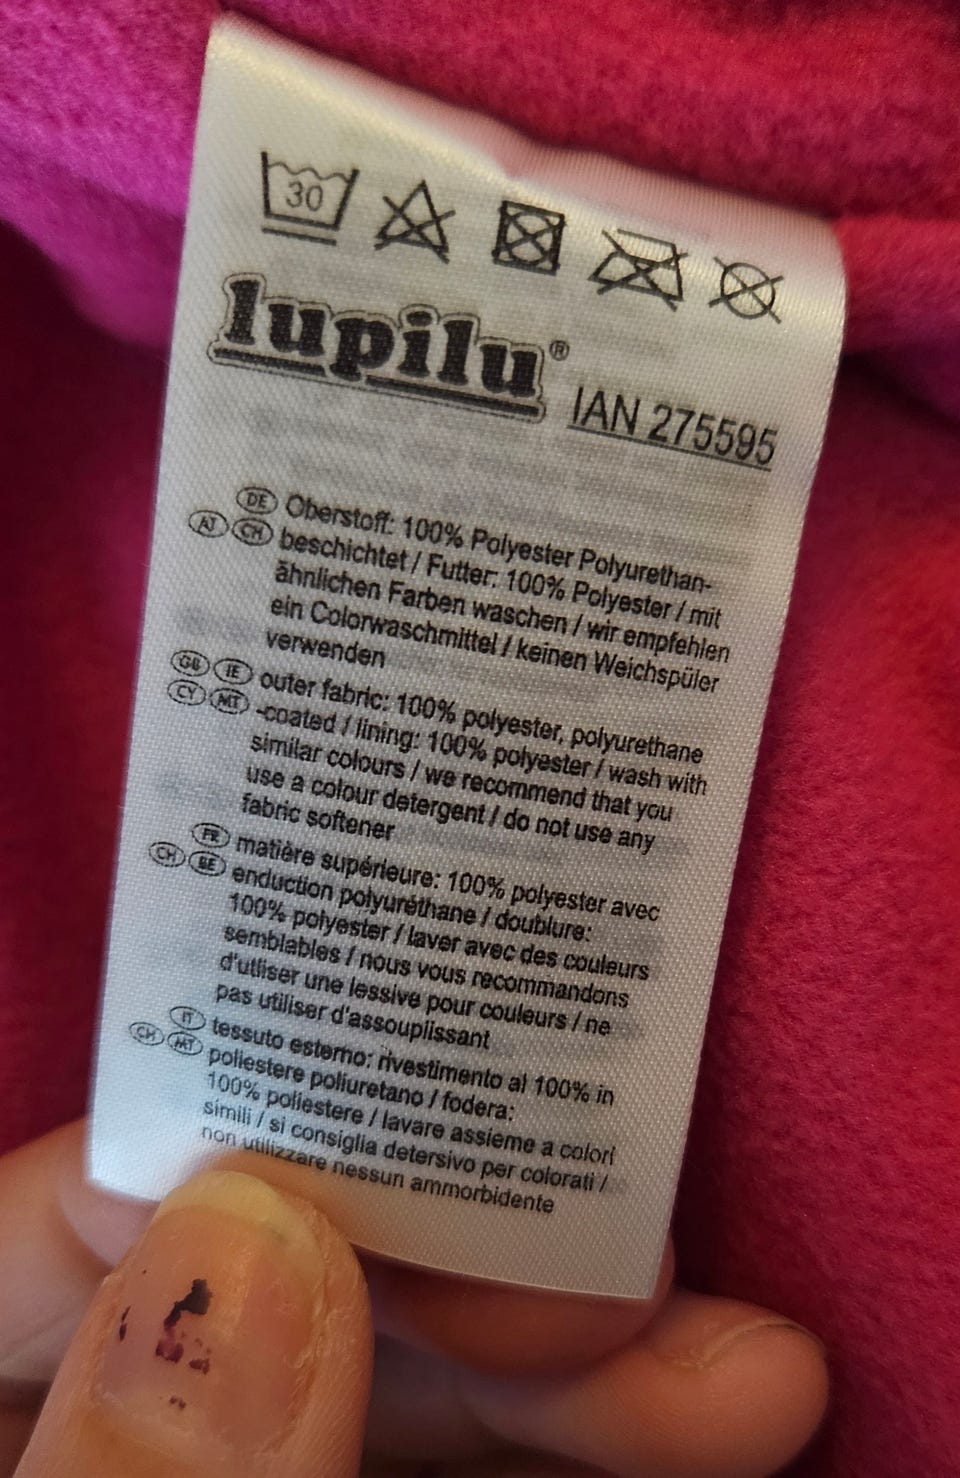 30
lupilu®
IAN 275595
DE Oberstoff: 100% Polyester Polyurethan-
AT CH beschichtet / Futter: 100% Polyester / mit
ähnlichen Farben waschen / wir empfehlen
ein Colorwaschmittel / keinen Weichspüler
verwenden
GB IE outer fabric: 100% polyester, polyurethane
CY MT -coated / lining: 100% polyester / wash with
similar colours / we recommend that you
use a colour detergent / do not use any
fabric softener
FR matière supérieure: 100% polyester avec
CH BE enduction polyuréthane / doublure:
100% polyester / laver avec des couleurs
semblables / nous vous recommandons
d'utliser une lessive pour couleurs / ne
pas utiliser d'assouplissant
IT tessuto esterno: rivestimento al 100% in
CH MT poliestere poliuretano / fodera:
100% poliestere / lavare assieme a colori
simili / si consiglia detersivo per colorati /
non utilizzare nessun ammorbidente